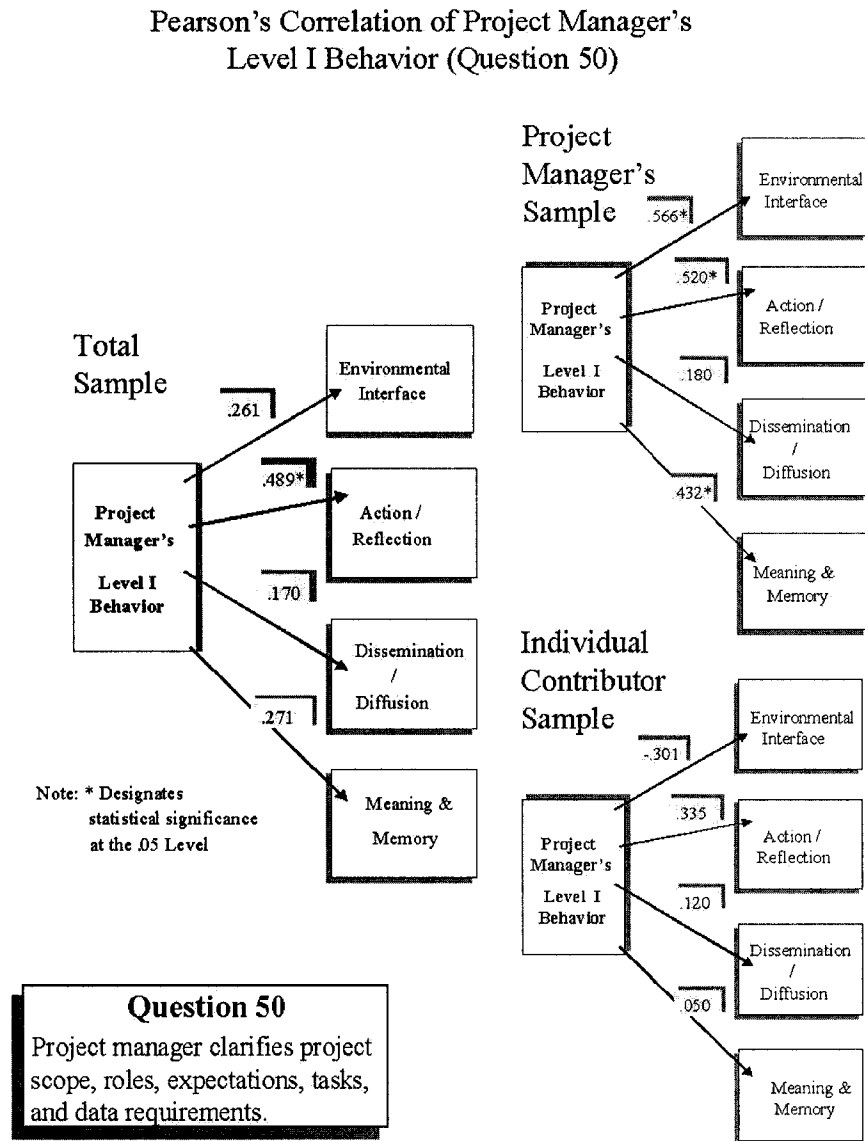 Pearson's Correlation of Project Manager's
Level I Behavior (Question 50)
Total
Sample
.261
.489*
.170
.271
Project
Manager's
Level I
Behavior
Environmental
Interface
Action /
Reflection
Dissemination
/
Diffusion
Meaning &
Memory
Note: * Designates
statistical significance
at the .05 Level
Project
Manager's
Sample
.566*
.520*
.180
.432*
Project
Manager's
Level I
Behavior
Environmental
Interface
Action /
Reflection
Dissemination
/
Diffusion
Meaning &
Memory
Individual
Contributor
Sample
-.301
.335
.120
.050
Project
Manager's
Level I
Behavior
Environmental
Interface
Action /
Reflection
Dissemination
/
Diffusion
Meaning &
Memory
Question 50
Project manager clarifies project
scope, roles, expectations, tasks,
and data requirements.